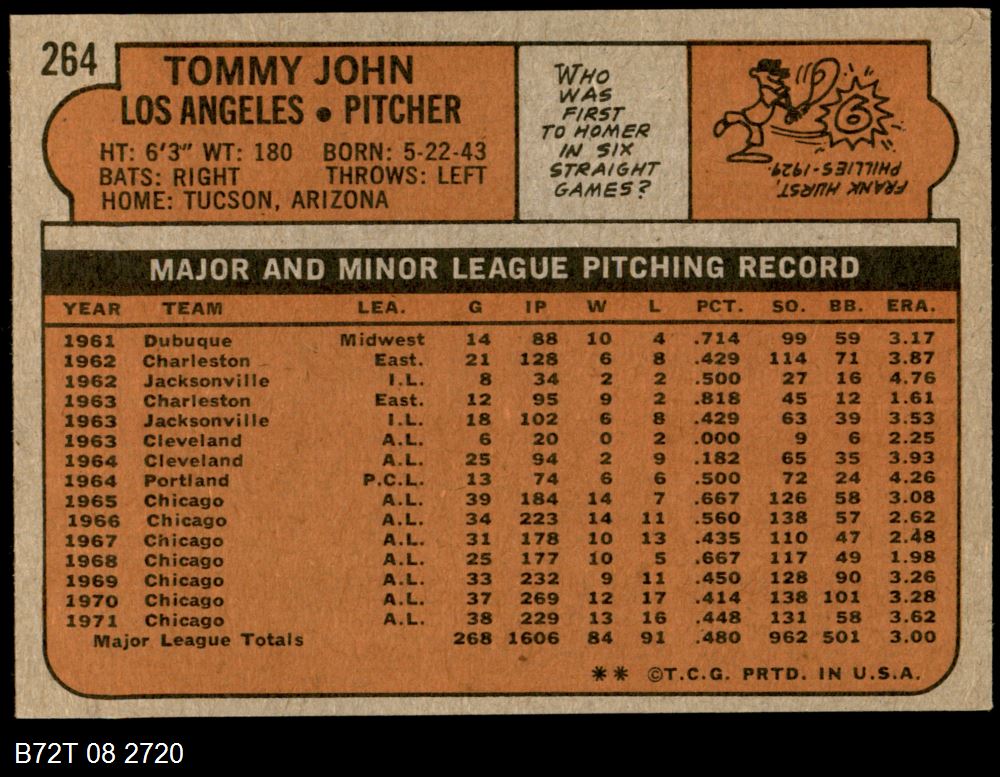 264
TOMMY JOHN
LOS ANGELES • PITCHER
HT: 6'3" WT: 180 BORN: 5-22-43
BATS: RIGHT THROWS: LEFT
HOME: TUCSON, ARIZONA
WHO
WAS
FIRST
TO HOMER
IN SIX
STRAIGHT
GAMES?
6
FRANK HURST,
PHILLIES-1929.
MAJOR AND MINOR LEAGUE PITCHING RECORD
YEAR TEAM LEA. G IP W L PCT. SO. BB. ERA.
1961 Dubuque Midwest 14 88 10 4 .714 99 59 3.17
1962 Charleston East. 21 128 6 8 .429 114 71 3.87
1962 Jacksonville I.L. 8 34 2 2 .500 27 16 4.76
1963 Charleston East. 12 95 9 2 .818 45 12 1.61
1963 Jacksonville I.L. 18 102 6 8 .429 63 39 3.53
1963 Cleveland A.L. 6 20 0 2 .000 9 6 2.25
1964 Cleveland A.L. 25 94 2 9 .182 65 35 3.93
1964 Portland P.C.L. 13 74 6 6 .500 72 24 4.26
1965 Chicago A.L. 39 184 14 7 .667 126 58 3.08
1966 Chicago A.L. 34 223 14 11 .560 138 57 2.62
1967 Chicago A.L. 31 178 10 13 .435 110 47 2.48
1968 Chicago A.L. 25 177 10 5 .667 117 49 1.98
1969 Chicago A.L. 33 232 9 11 .450 128 90 3.26
1970 Chicago A.L. 37 269 12 17 .414 138 101 3.28
1971 Chicago A.L. 38 229 13 16 .448 131 58 3.62
Major League Totals 268 1606 84 91 .480 962 501 3.00
** ©T.C.G. PRTD. IN U.S.A.
B72T 08 2720